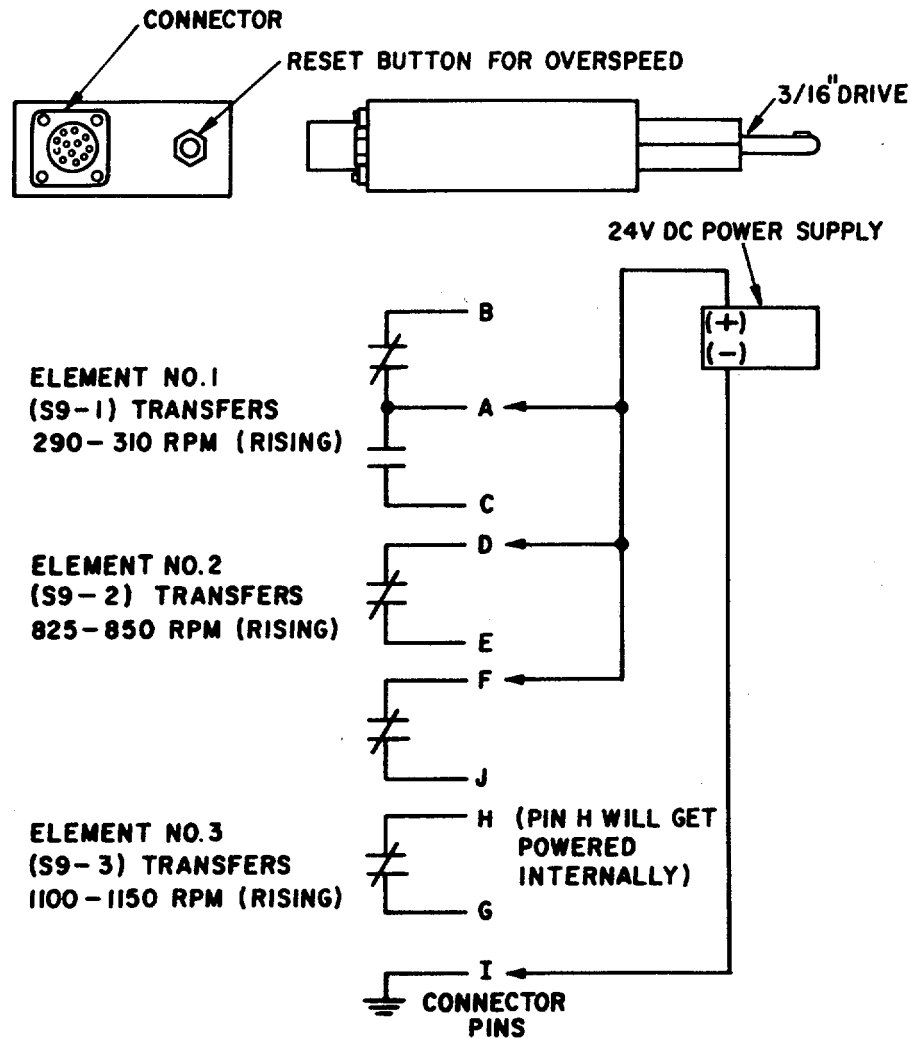 CONNECTOR
RESET BUTTON FOR OVERSPEED
3/16" DRIVE
24V DC POWER SUPPLY
(+)
(-)
B
ELEMENT NO.1
(S9-1) TRANSFERS
290-310 RPM (RISING)
A
C
D
ELEMENT NO.2
(S9-2) TRANSFERS
825-850 RPM (RISING)
E
F
J
H (PIN H WILL GET
POWERED
INTERNALLY)
ELEMENT NO.3
(S9-3) TRANSFERS
1100-1150 RPM (RISING)
G
I
CONNECTOR
PINS